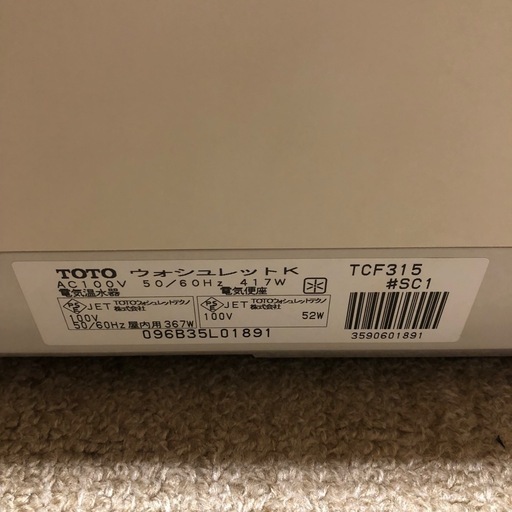 TOTO ウォシュレットK
AC100V 50/60Hz 417W
電気温水器
電気便座
PSE JET TOTOウォシュレットテクノ株式会社
100V
50/60Hz 屋内用 367W
PSE JET TOTOウォシュレットテクノ株式会社
100V 52W
096B35L01891
TCF315
#SC1
3590601891